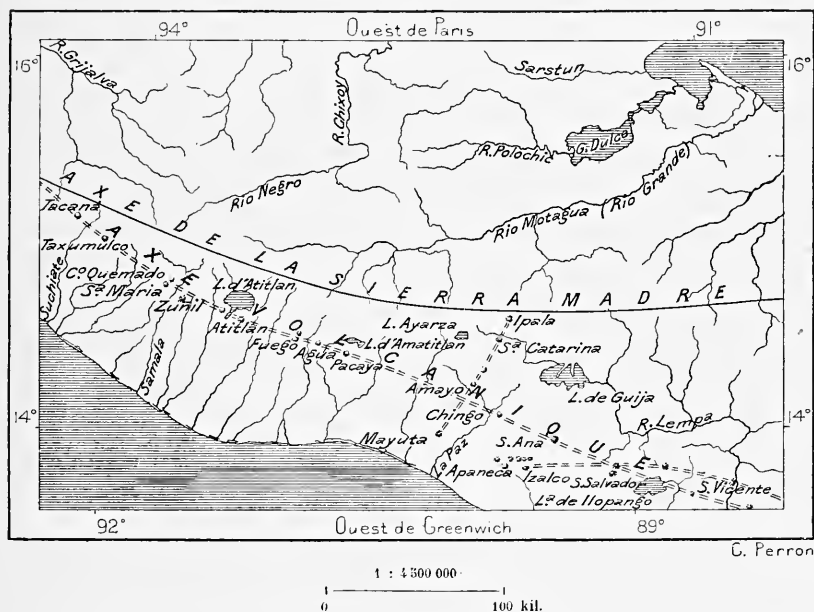 94° Ouest de Paris 91°
16° 16°
R. Grijalva
R. Chixoy
Sarstun
G. Dulce
R. Polochic
Rio Negro
Rio Motagua (Rio Grande)
AXE DE LA SIERRA MADRE
AXE VOLCANIQUE
Tacana
Taxumulco
Cº Quemado
Sª Maria
Zuñil
Suchiate
Samala
L. d'Atitlan
Atitlán
Fuego
Agua
Pacaya
L. d'Amatitlan
L. Ayarza
Ipala
Sª Catarina
Amayo
Chingo
L. de Guija
14° 14°
Mayuta
La Paz
S. Ana
R. Lempa
Apaneca
Izalco
S. Salvador
S. Vicente
Lª de Ilopango
92° Ouest de Greenwich 89°
C. Perron
1 : 4 500 000
0 100 kil.